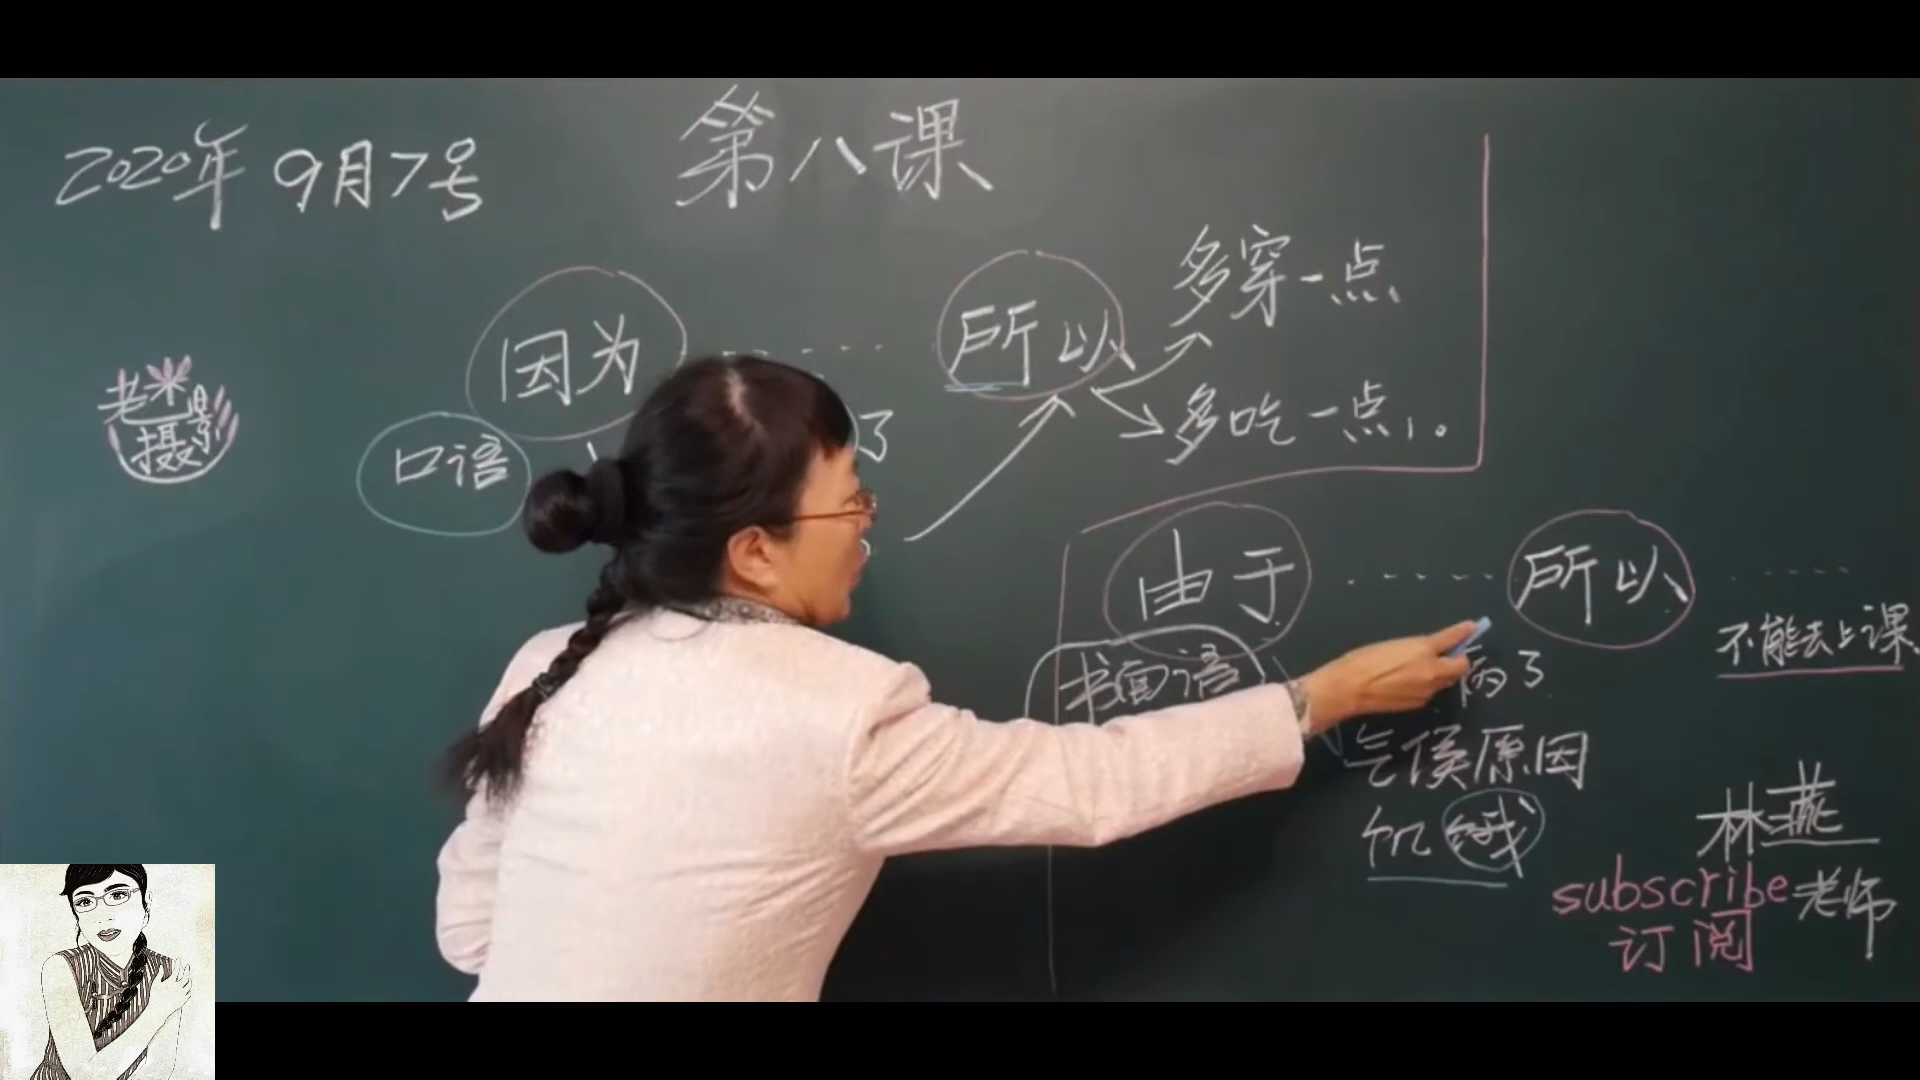 2020年 9月7号
第八课
因为 ...... 所以
多穿一点
多吃一点。
口语
了
老米
摄影
由于 ...... 所以 ......
不能去上课
书面语
病了
气候原因
饥饿
林燕
老师
subscribe
订阅